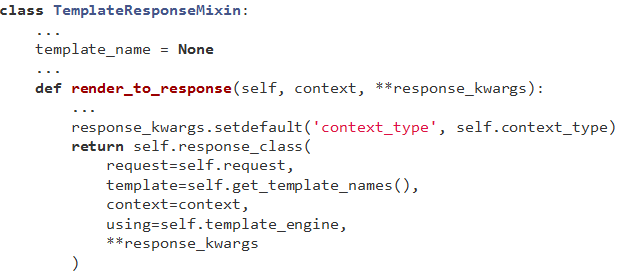 class TemplateResponseMixin:
    ...
    template_name = None
    ...
    def render_to_response(self, context, **response_kwargs):
        ...
        response_kwargs.setdefault('context_type', self.context_type)
        return self.response_class(
            request=self.request,
            template=self.get_template_names(),
            context=context,
            using=self.template_engine,
            **response_kwargs
        )